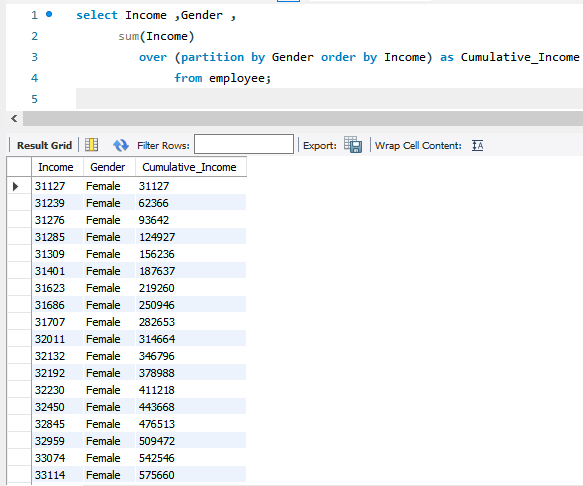 1 select Income ,Gender ,
2 sum(Income)
3 over (partition by Gender order by Income) as Cumulative_Income
4 from employee;
5
Result Grid Filter Rows: Export: Wrap Cell Content:
Income Gender Cumulative_Income
31127 Female 31127
31239 Female 62366
31276 Female 93642
31285 Female 124927
31309 Female 156236
31401 Female 187637
31623 Female 219260
31686 Female 250946
31707 Female 282653
32011 Female 314664
32132 Female 346796
32192 Female 378988
32230 Female 411218
32450 Female 443668
32845 Female 476513
32959 Female 509472
33074 Female 542546
33114 Female 575660